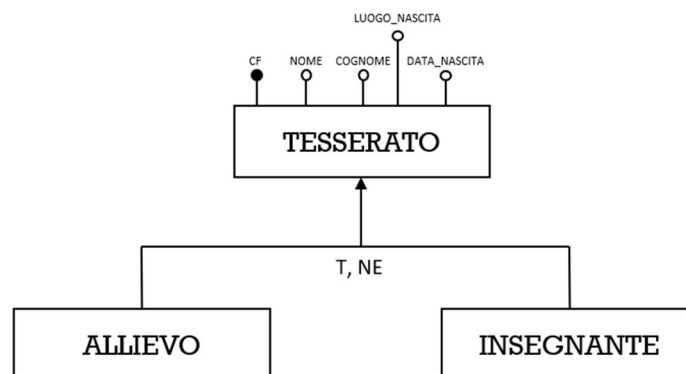 LUOGO_NASCITA
CF NOME COGNOME DATA_NASCITA
TESSERATO
T, NE
ALLIEVO INSEGNANTE